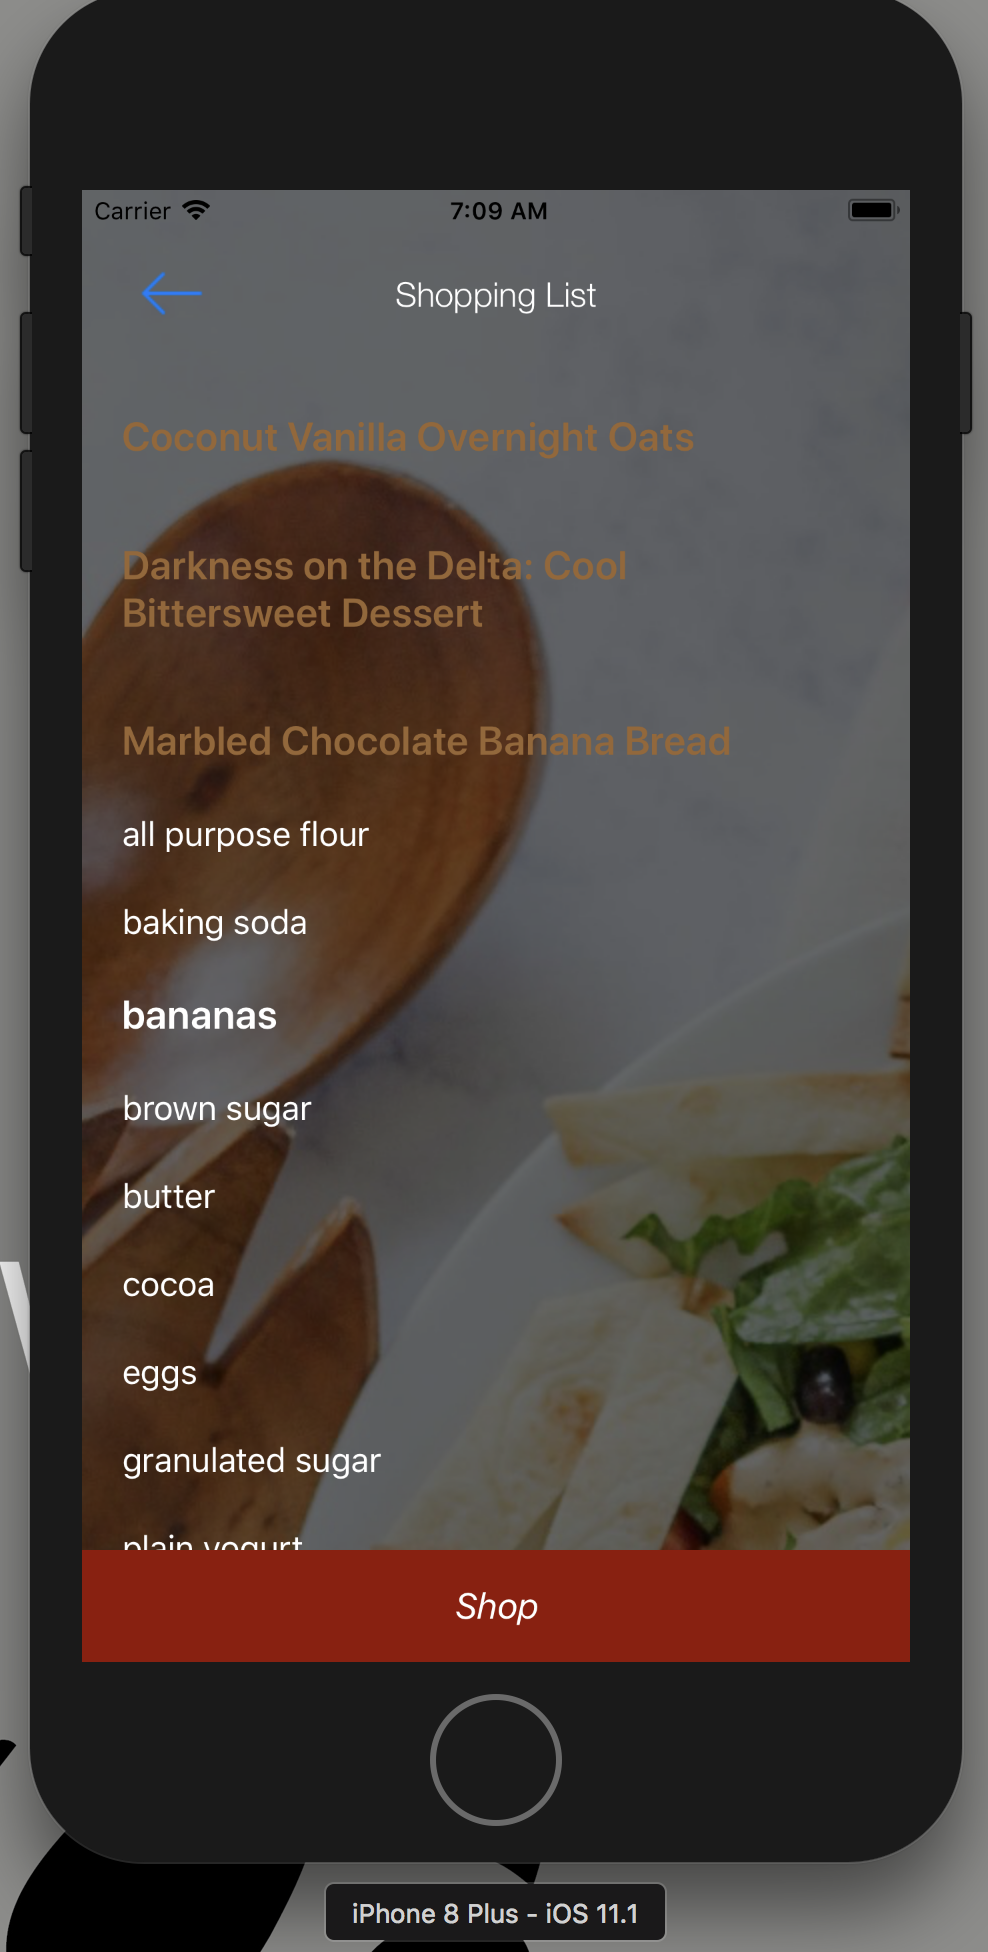 Carrier
7:09 AM
Shopping List
Coconut Vanilla Overnight Oats
Darkness on the Delta: Cool
Bittersweet Dessert
Marbled Chocolate Banana Bread
all purpose flour
baking soda
bananas
brown sugar
butter
cocoa
eggs
granulated sugar
plain yogurt
Shop
iPhone 8 Plus - iOS 11.1